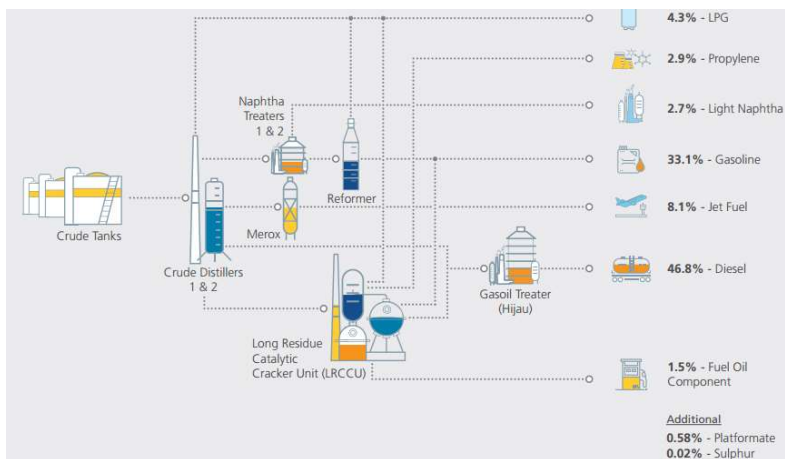 4.3% - LPG
2.9% - Propylene
Naphtha
Treaters
1 & 2
2.7% - Light Naphtha
33.1% - Gasoline
Reformer
8.1% - Jet Fuel
Merox
Crude Tanks
Crude Distillers
1 & 2
46.8% - Diesel
Gasoil Treater
(Hijau)
Long Residue
Catalytic
Cracker Unit (LRCCU)
1.5% - Fuel Oil
Component
Additional
0.58% - Platformate
0.02% - Sulphur